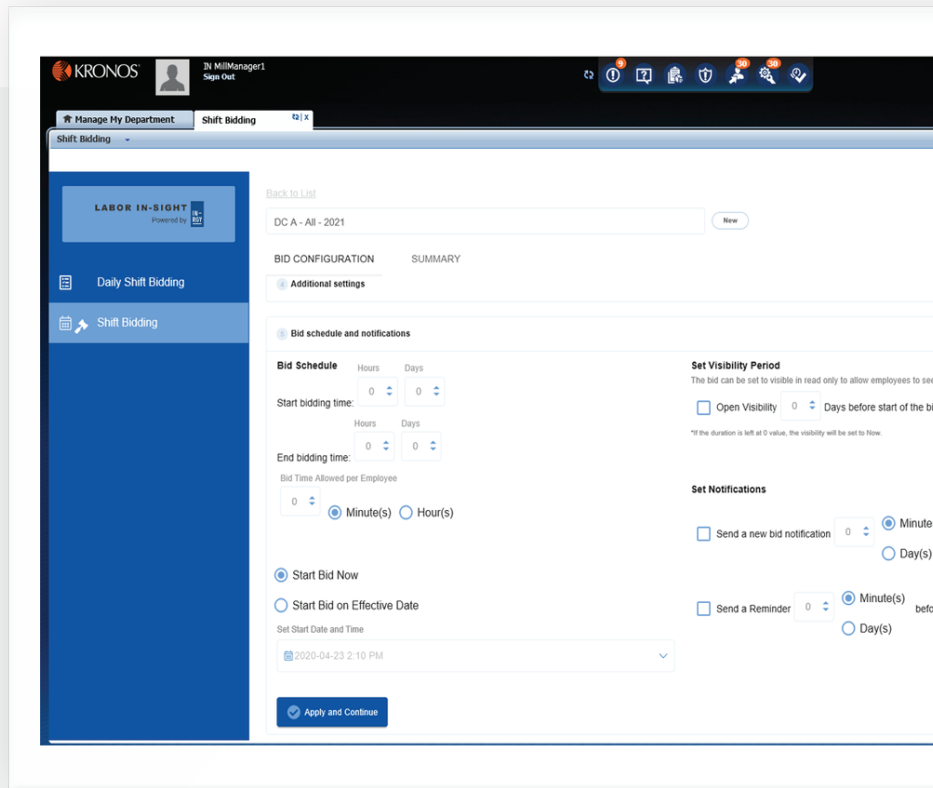 KRONOS
IN MillManager1
Sign Out
9
30
30
Manage My Department
Shift Bidding
x
Shift Bidding
LABOR IN-SIGHT
Powered by
Daily Shift Bidding
Shift Bidding
Back to List
DC A - All - 2021
New
BID CONFIGURATION
SUMMARY
4 Additional settings
5 Bid schedule and notifications
Bid Schedule
Hours Days
0 0
Start bidding time:
Hours Days
0 0
End bidding time:
Bid Time Allowed per Employee
0
Minute(s) Hour(s)
Start Bid Now
Start Bid on Effective Date
Set Start Date and Time
2020-04-23 2:10 PM
Apply and Continue
Set Visibility Period
The bid can be set to visible in read only to allow employees to see
Open Visibility 0 Days before start of the bi
*If the duration is left at 0 value, the visibility will be set to Now.
Set Notifications
Send a new bid notification 0 Minute
Day(s)
Send a Reminder 0 Minute(s)
befo
Day(s)